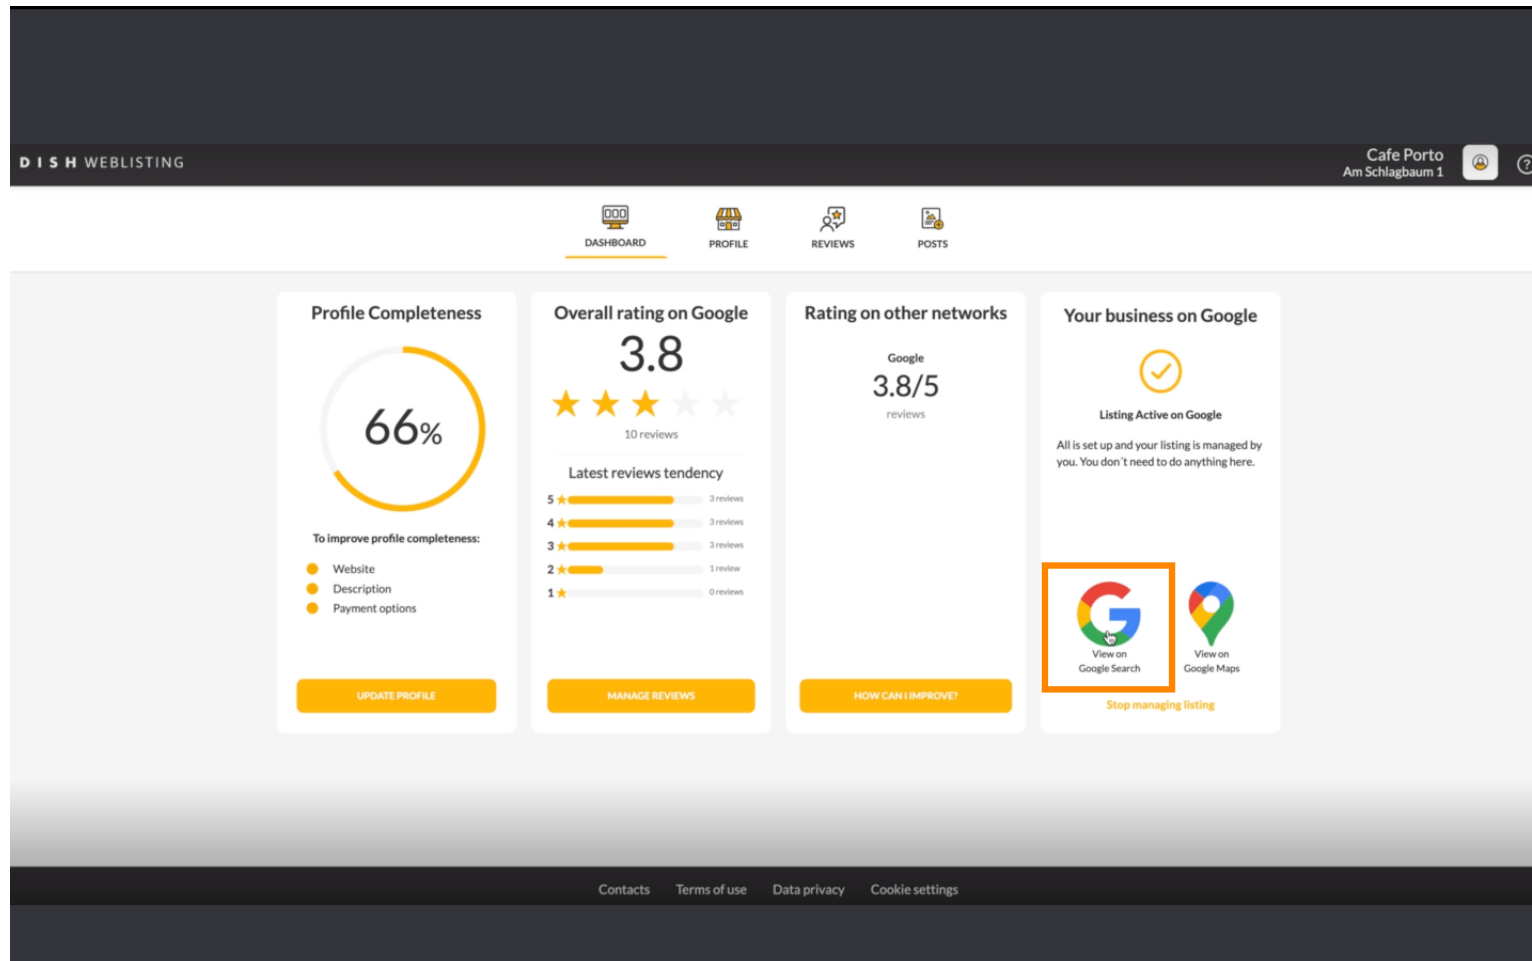 DISH WEBLISTING
Cafe Porto
Am Schlagbaum 1
?
DASHBOARD
PROFILE
REVIEWS
POSTS
Profile Completeness
66%
To improve profile completeness:
Website
Description
Payment options
UPDATE PROFILE
Overall rating on Google
3.8
10 reviews
Latest reviews tendency
5 3 reviews
4 3 reviews
3 3 reviews
2 1 review
1 0 reviews
MANAGE REVIEWS
Rating on other networks
Google
3.8/5
reviews
HOW CAN I IMPROVE?
Your business on Google
Listing Active on Google
All is set up and your listing is managed by
you. You don´t need to do anything here.
View on
Google Search
View on
Google Maps
Stop managing listing
Contacts Terms of use Data privacy Cookie settings